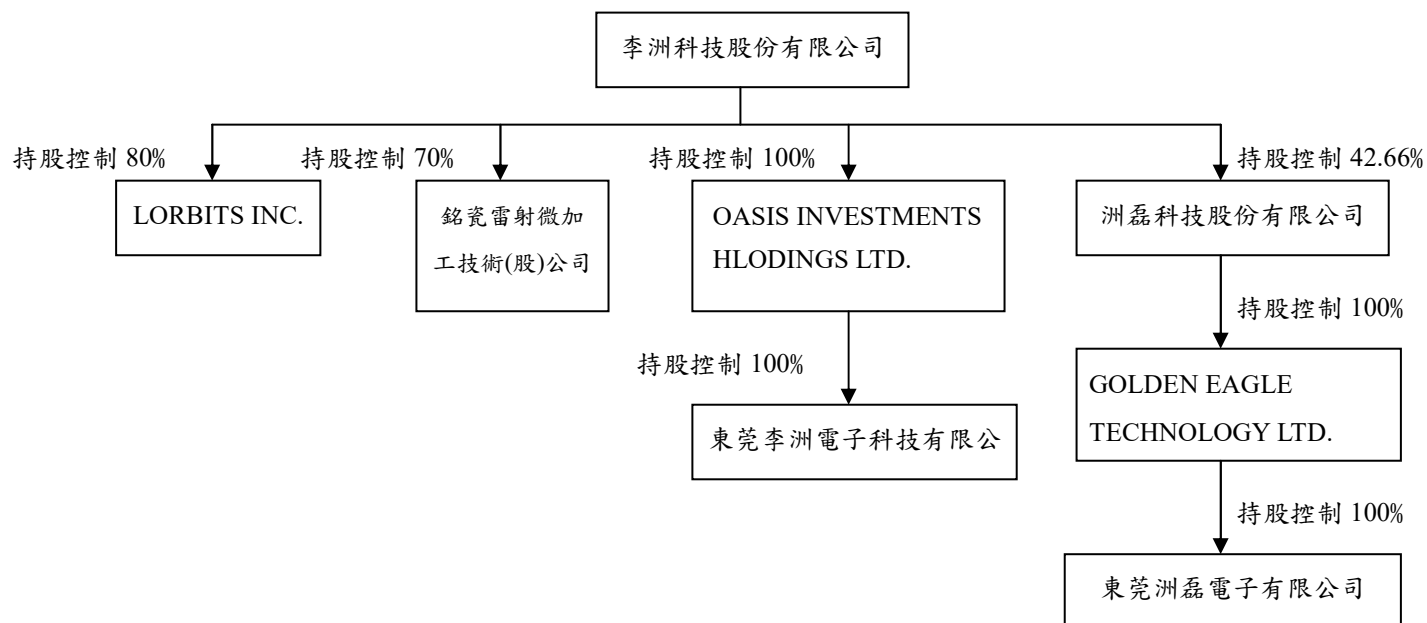 李洲科技股份有限公司
持股控制 80%
持股控制 70%
持股控制 100%
持股控制 42.66%
LORBITS INC.
銘瓷雷射微加
工技術(股)公司
OASIS INVESTMENTS
HLODINGS LTD.
洲磊科技股份有限公司
持股控制 100%
持股控制 100%
東莞李洲電子科技有限公
GOLDEN EAGLE
TECHNOLOGY LTD.
持股控制 100%
東莞洲磊電子有限公司